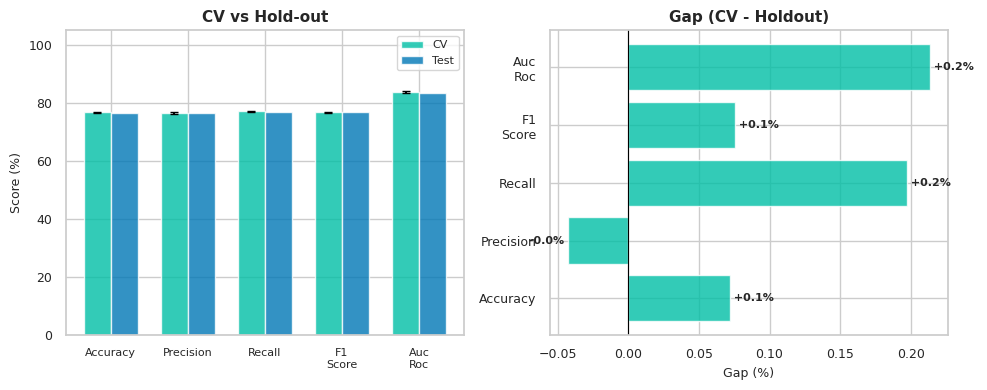 CV vs Hold-out
Score (%)
100
80
60
40
20
0
CV
Test
Accuracy
Precision
Recall
F1
Score
Auc
Roc
Gap (CV - Holdout)
Auc
Roc
F1
Score
Recall
Precision
Accuracy
+0.2%
+0.1%
+0.2%
-0.0%
+0.1%
−0.05
0.00
0.05
0.10
0.15
0.20
Gap (%)